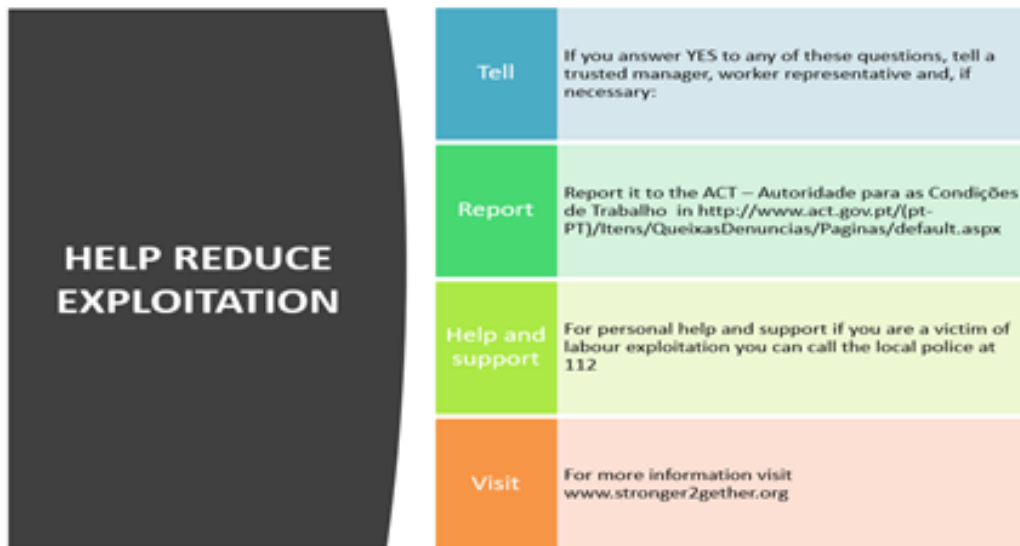 HELP REDUCE
EXPLOITATION
Tell
If you answer YES to any of these questions, tell a
trusted manager, worker representative and, if
necessary:
Report
Report it to the ACT – Autoridade para as Condições
de Trabalho in http://www.act.gov.pt/(pt-
PT)/Itens/QueixasDenuncias/Paginas/default.aspx
Help and
support
For personal help and support if you are a victim of
labour exploitation you can call the local police at
112
Visit
For more information visit
www.stronger2gether.org